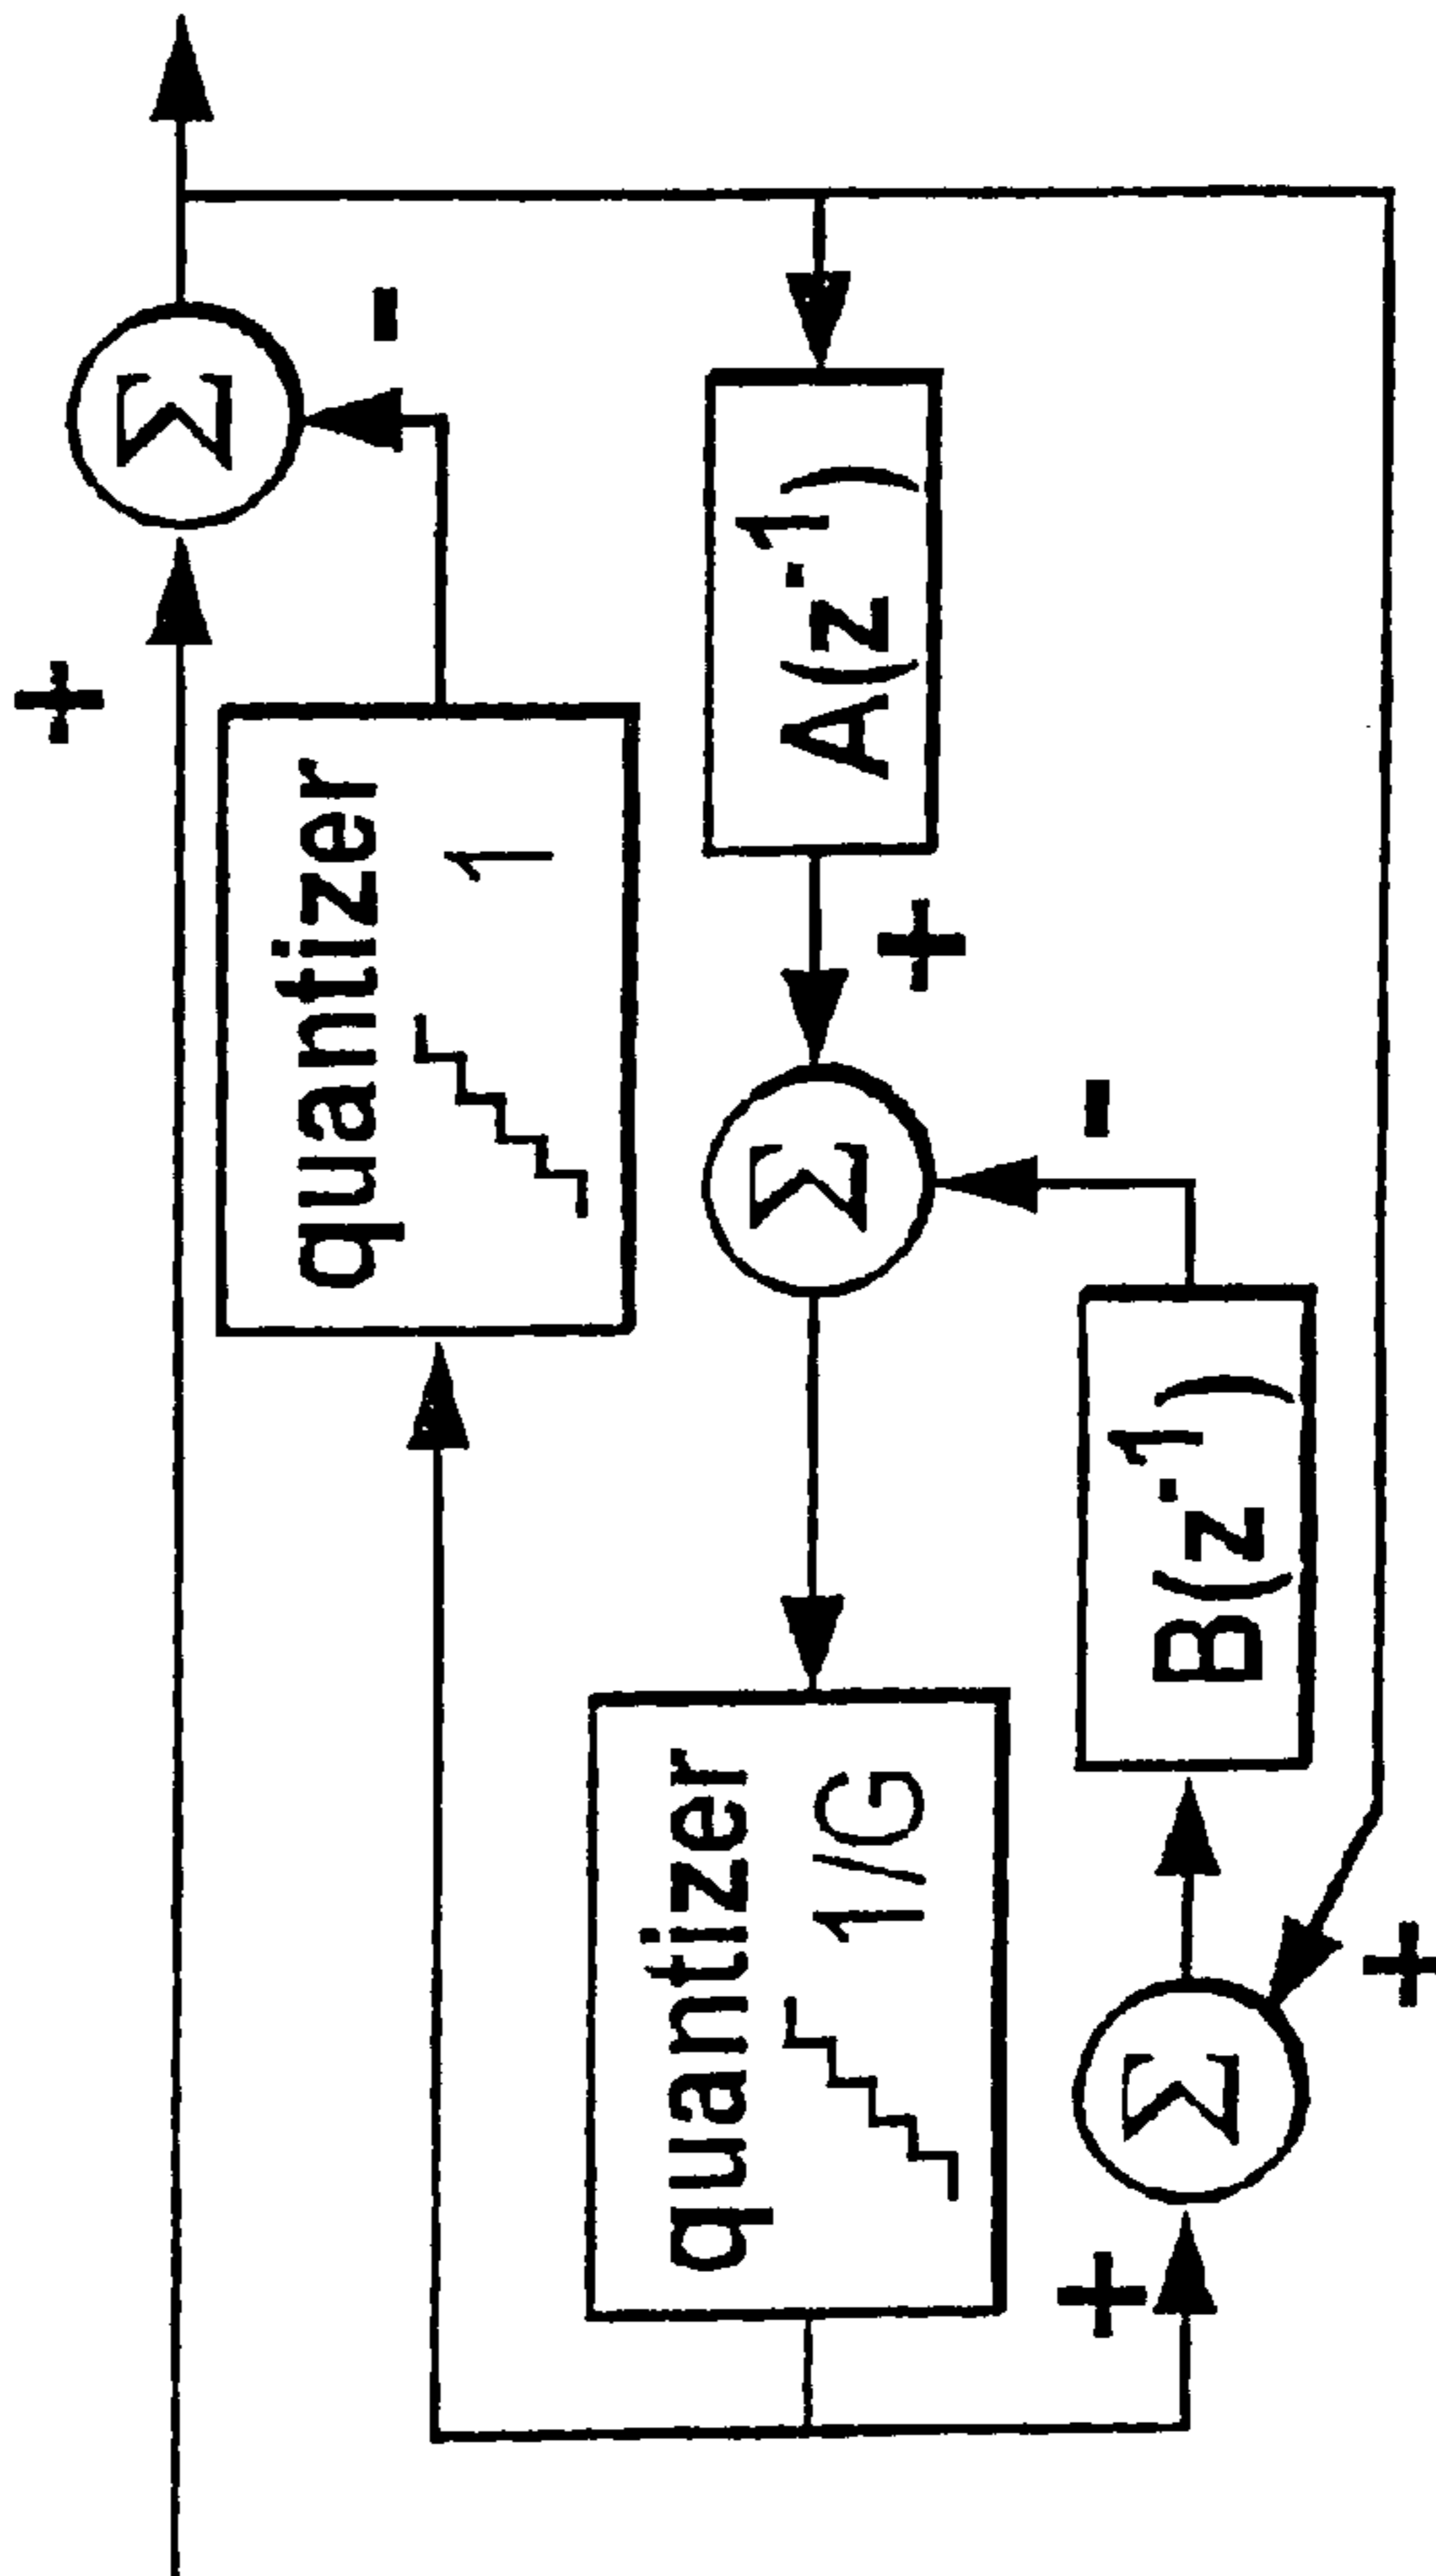 +
Σ
-
quantizer
1
A(z⁻¹)
+
Σ
-
quantizer
1/G
B(z⁻¹)
+
Σ
+